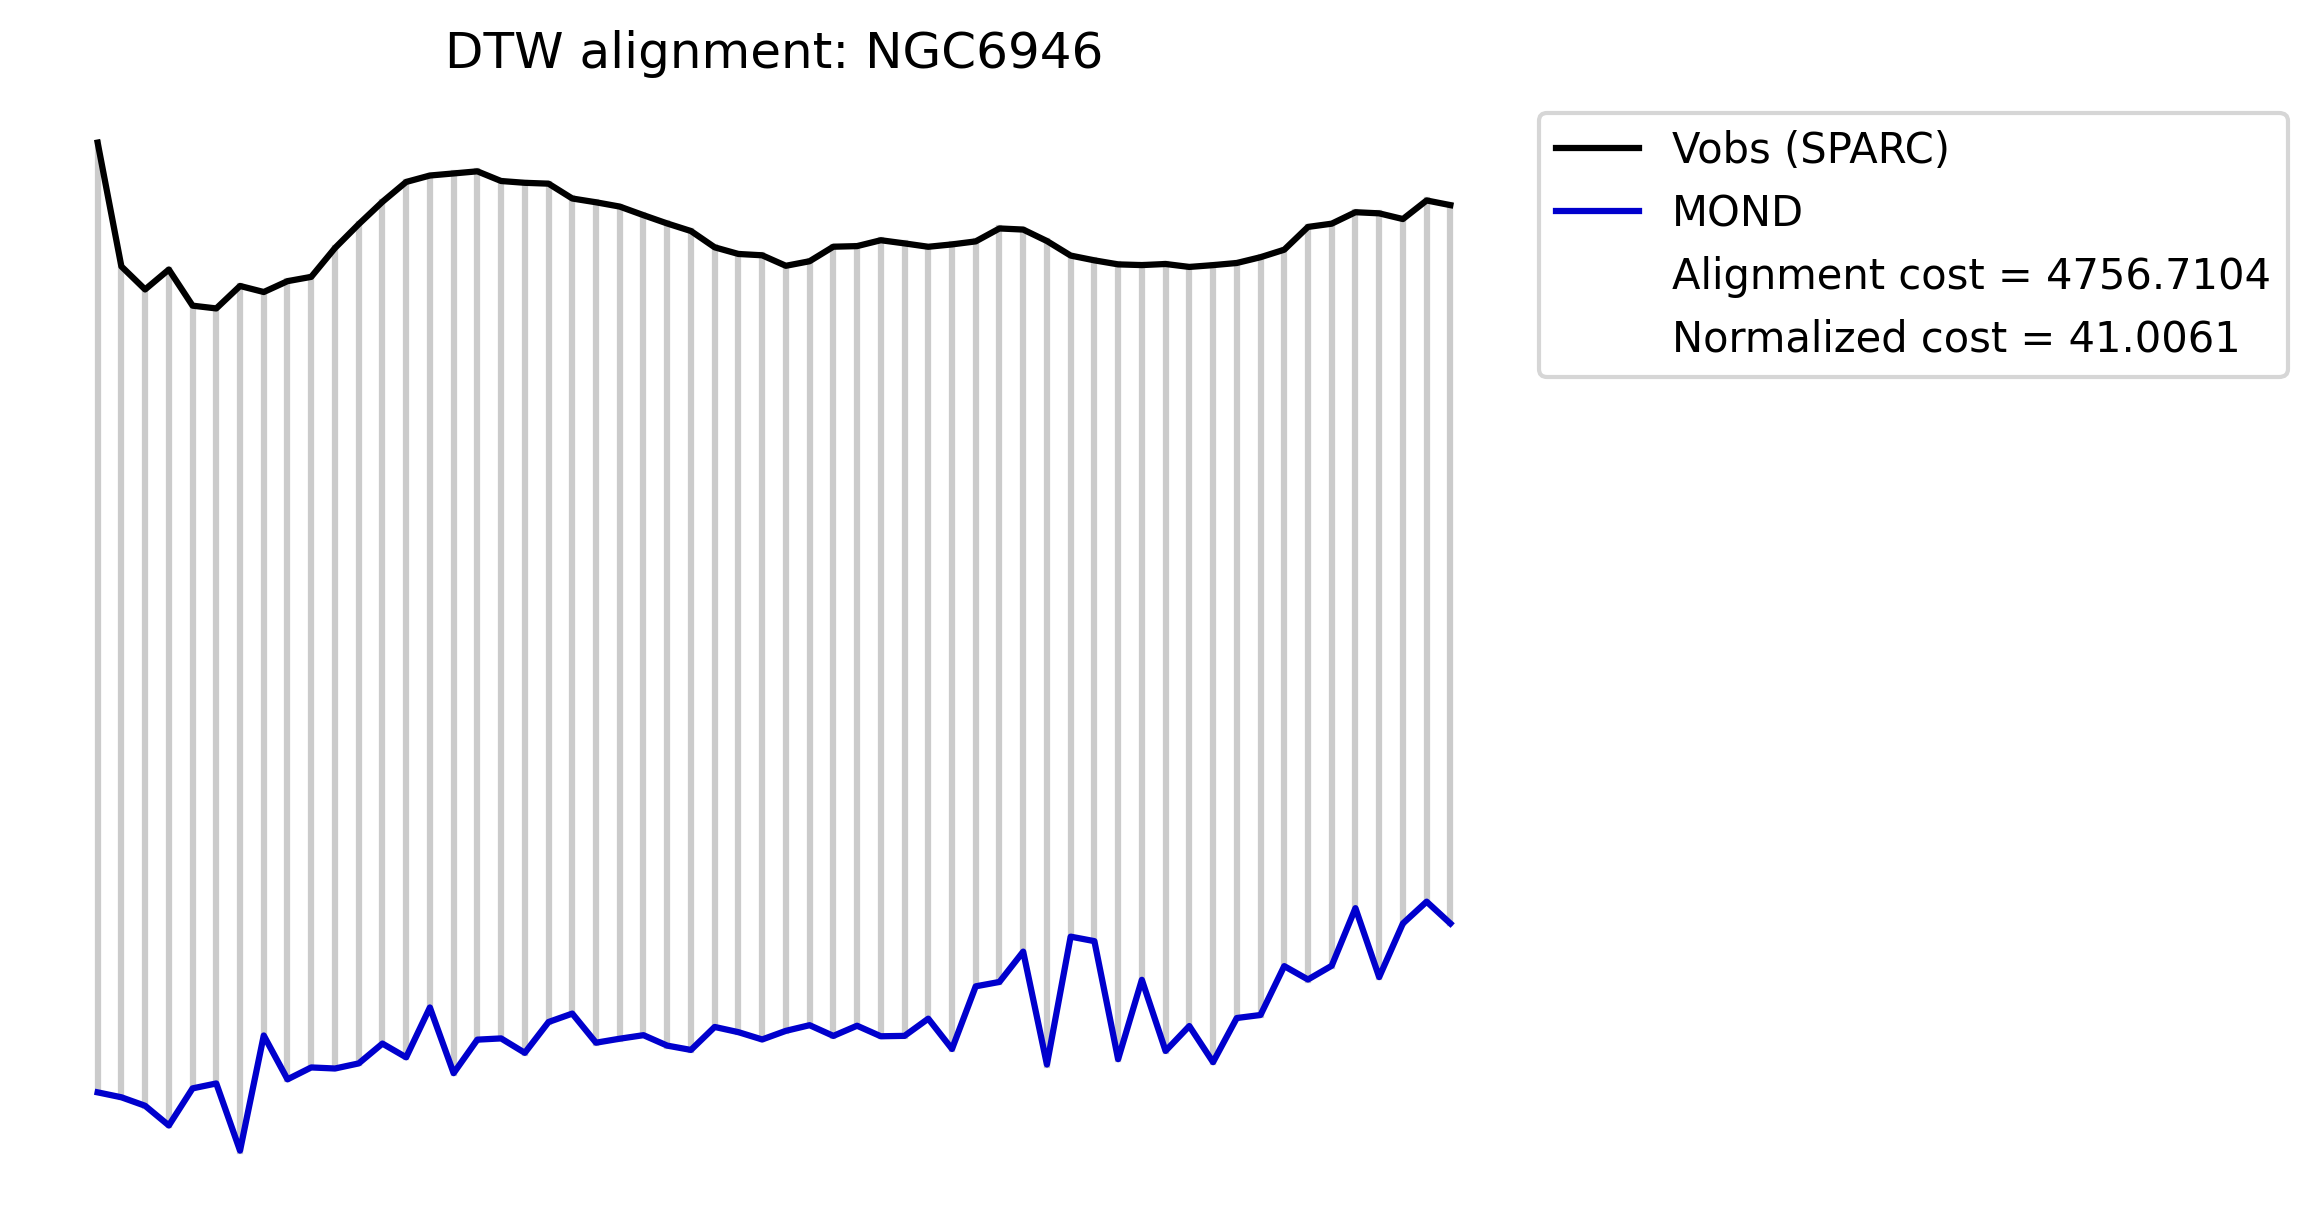 DTW alignment: NGC6946
Vobs (SPARC)
MOND
Alignment cost = 4756.7104
Normalized cost = 41.0061